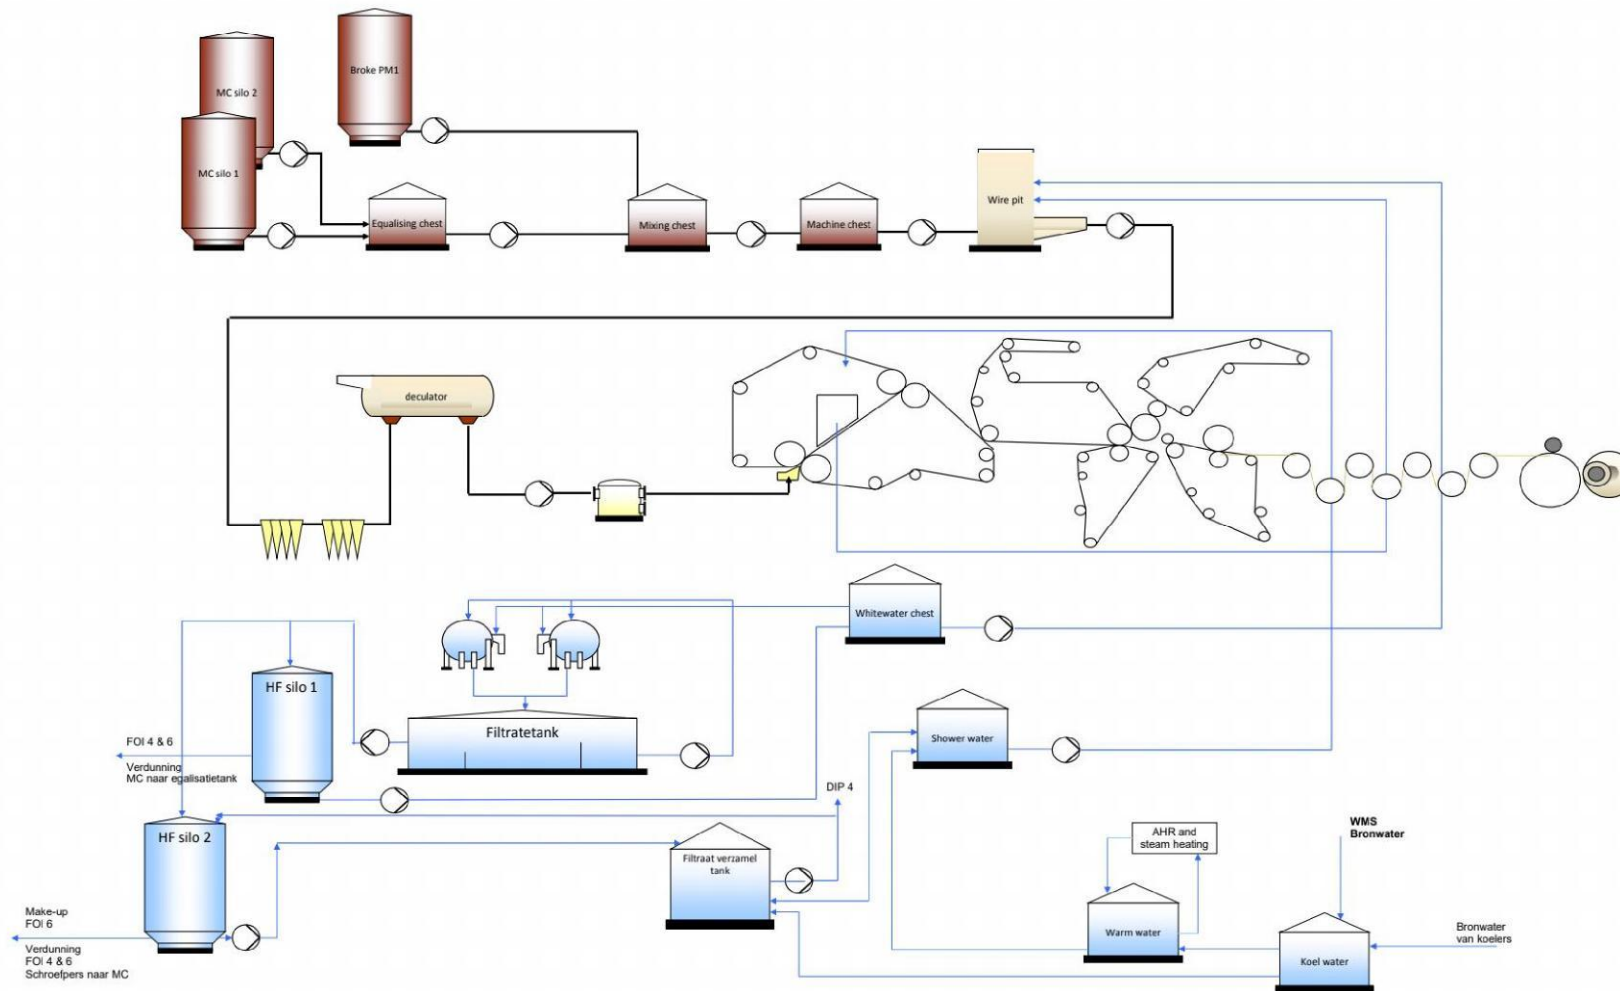 Broke PM1
MC silo 2
MC silo 1
Equalising chest
Mixing chest
Machine chest
Wire pit
deculator
Whitewater chest
HF silo 1
Filtratetank
Shower water
FOI 4 & 6
Verdunning
MC naar egalisatietank
DIP 4
HF silo 2
Filtraat verzamel
tank
AHR and
steam heating
WMS
Bronwater
Make-up
FOI 6
Warm water
Bronwater
van koelers
Verdunning
FOI 4 & 6
Schroefpers naar MC
Koel water